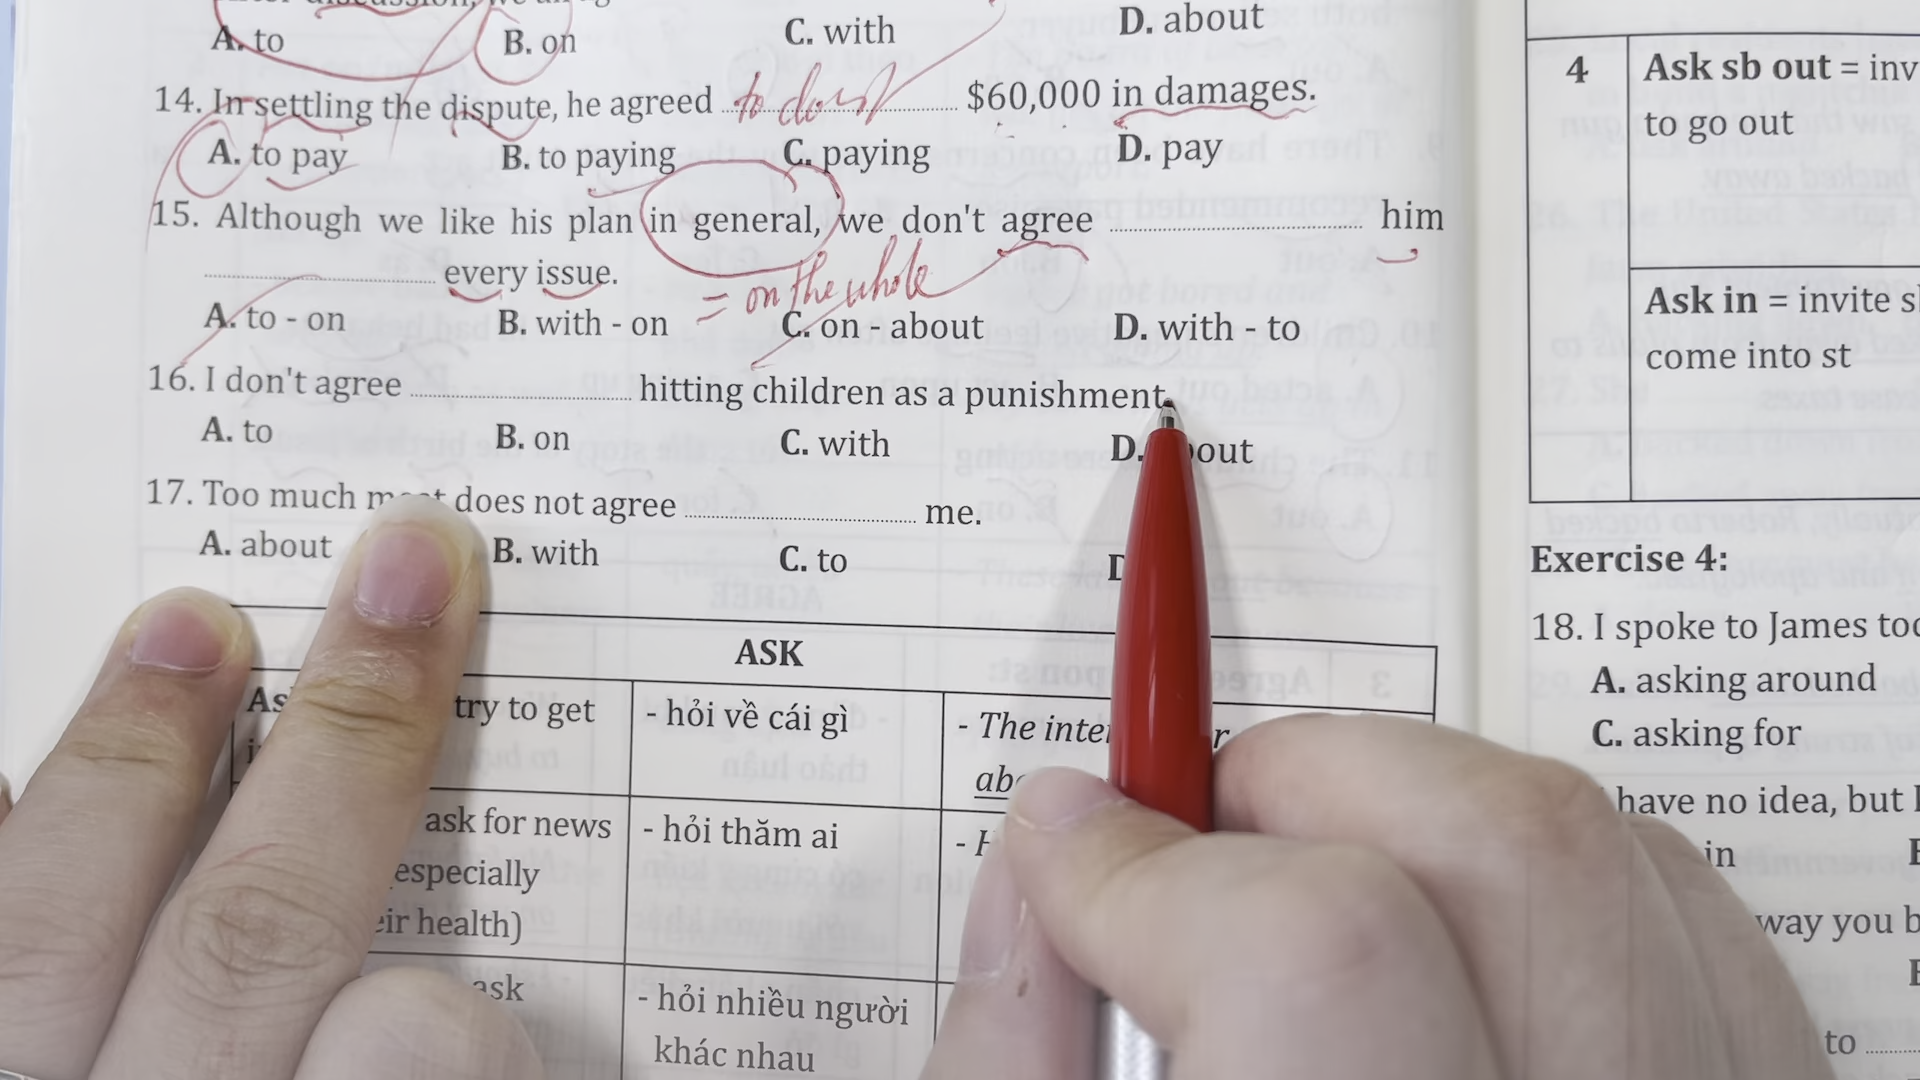 A. to B. on C. with D. about
14. In settling the dispute, he agreed to $60,000 in damages.
A. to pay B. to paying C. paying D. pay
15. Although we like his plan in general, we don't agree him
every issue.
= on the whole
A. to - on B. with - on C. on - about D. with - to
16. I don't agree hitting children as a punishment.
A. to B. on C. with D.
17. Too much does not agree me.
A. about B. with C. to
ASK
try to get
- hỏi về cái gì
- The
ask for news
especially
health)
- hỏi thăm ai
ask
- hỏi nhiều người
khác nhau
4
Ask sb out =
to go out
Ask in = invite
come into st
Exercise 4:
18. I spoke to James
A. asking around
C. asking for
have no idea, but
in
way you
to